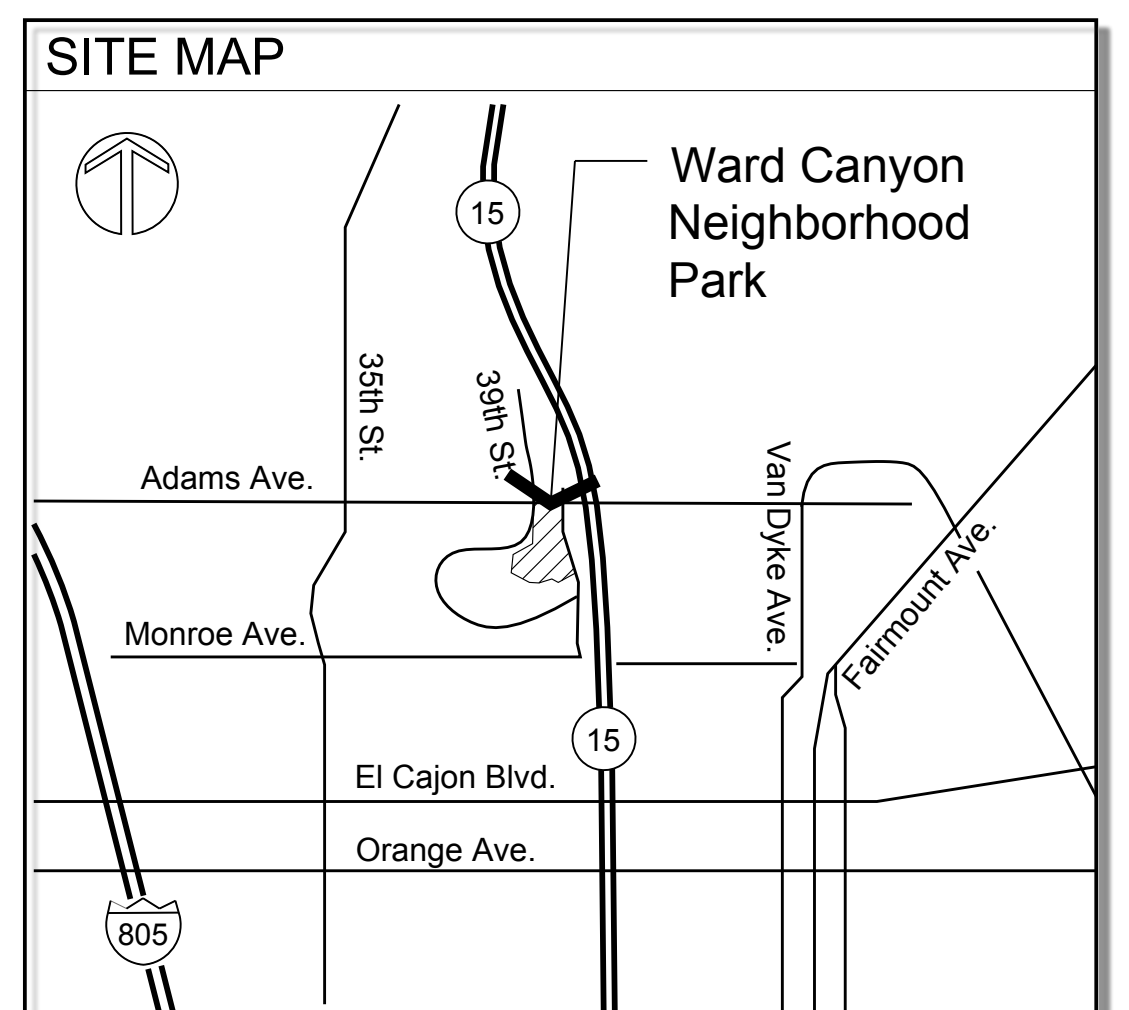 SITE MAP
15
Ward Canyon
Neighborhood
Park
35th St.
39th St.
Adams Ave.
Van Dyke Ave.
Fairmount Ave.
Monroe Ave.
15
El Cajon Blvd.
Orange Ave.
805